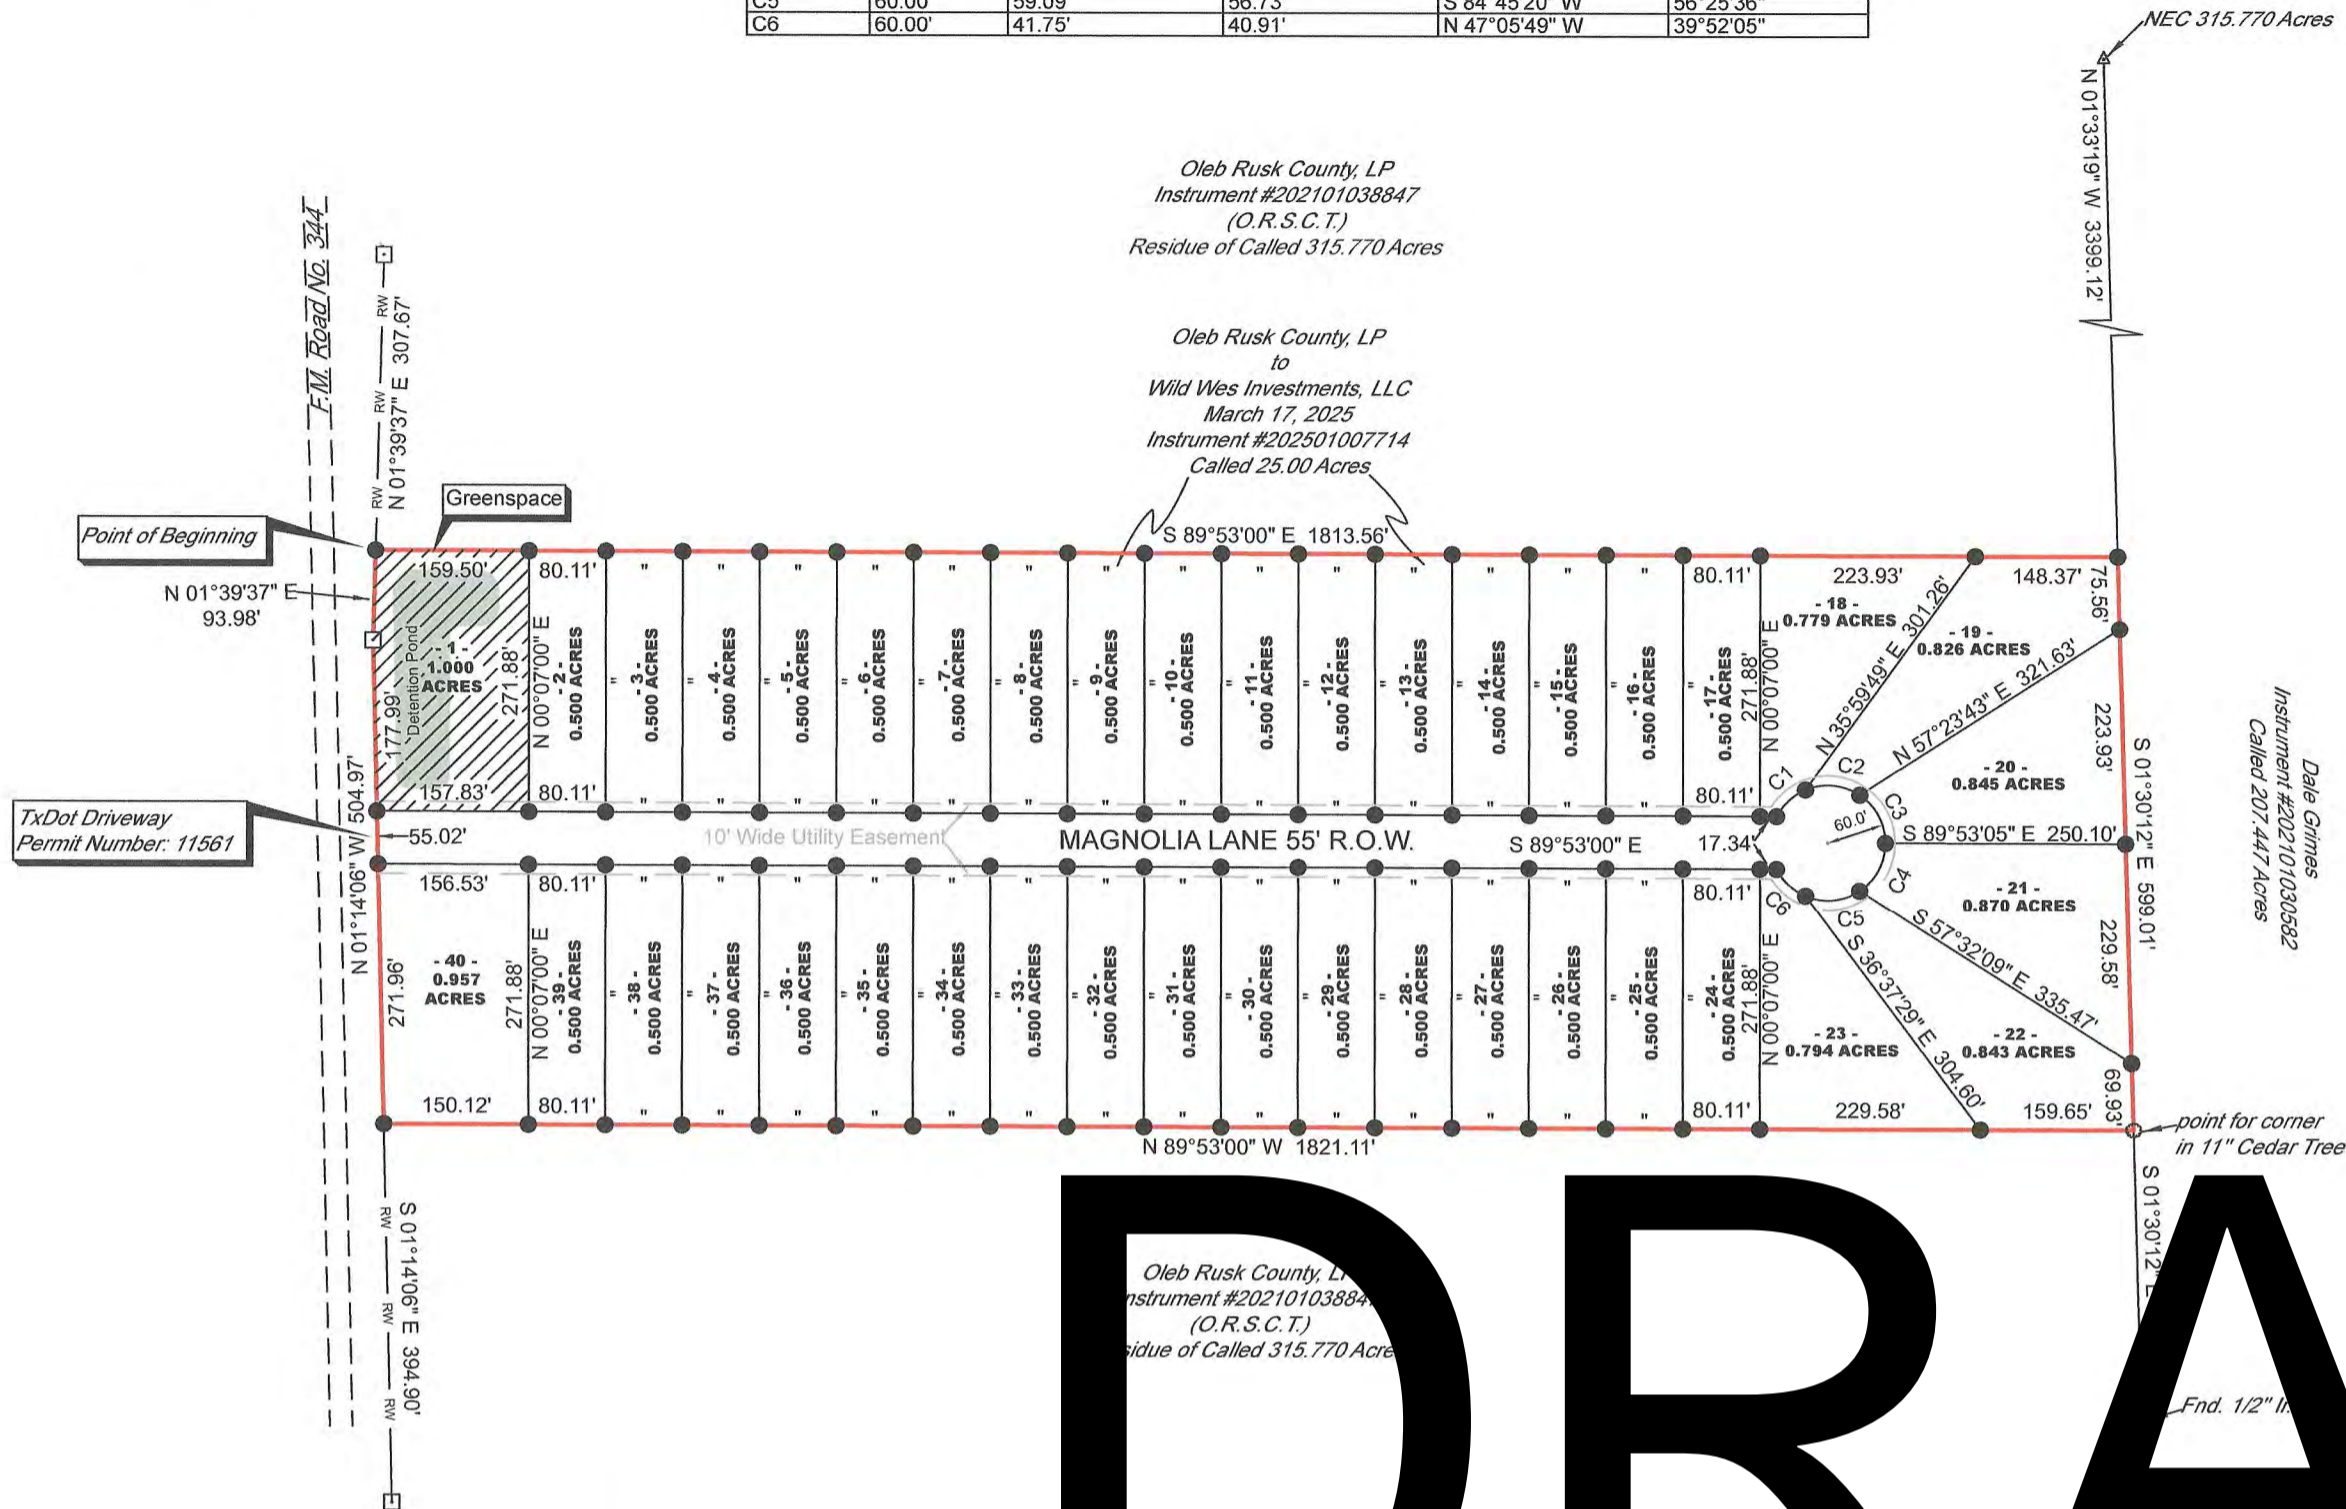 C5 60.00' 59.09' 56.73' S 84°45'20" W 56°25'36"
C6 60.00' 41.75' 40.91' N 47°05'49" W 39°52'05"
NEC 315.770 Acres
N 01°33'19" W 3399.12'
Oleb Rusk County, LP
Instrument #202101038847
(O.R.S.C.T.)
Residue of Called 315.770 Acres
F.M. Road No. 344
RW
RW
RW
N 01°39'37" E 307.67'
Oleb Rusk County, LP
to
Wild Wes Investments, LLC
March 17, 2025
Instrument #202501007714
Called 25.00 Acres
Greenspace
Point of Beginning
S 89°53'00" E 1813.56'
N 01°39'37" E
93.98'
159.50'
80.11'
" " " " " " " " " " " " " "
80.11'
223.93'
148.37'
75.56'
Detention Pond
- 1 -
1.000
ACRES
177.99'
271.88'
N 00°07'00" E
- 2 -
0.500 ACRES
"
- 3 -
0.500 ACRES
"
- 4 -
0.500 ACRES
"
- 5 -
0.500 ACRES
"
- 6 -
0.500 ACRES
"
- 7 -
0.500 ACRES
"
- 8 -
0.500 ACRES
"
- 9 -
0.500 ACRES
"
- 10 -
0.500 ACRES
"
- 11 -
0.500 ACRES
"
- 12 -
0.500 ACRES
"
- 13 -
0.500 ACRES
"
- 14 -
0.500 ACRES
"
- 15 -
0.500 ACRES
"
- 16 -
0.500 ACRES
"
- 17 -
0.500 ACRES
271.88'
N 00°07'00" E
- 18 -
0.779 ACRES
N 35°59'49" E 301.26'
- 19 -
0.826 ACRES
N 57°23'43" E 321.63'
223.93'
- 20 -
0.845 ACRES
S 01°30'12" E 599.01'
Dale Grimes
Instrument #202101030582
Called 207.447 Acres
157.83'
80.11'
" " " " " " " " " " " " " "
80.11'
C1
C2
C3
60.0'
TxDot Driveway
Permit Number: 11561
N 01°14'06" W 504.97'
55.02'
10' Wide Utility Easement
MAGNOLIA LANE 55' R.O.W.
S 89°53'00" E
17.34'
S 89°53'05" E 250.10'
C4
C5
C6
156.53'
80.11'
" " " " " " " " " " " " " "
80.11'
- 21 -
0.870 ACRES
271.96'
- 40 -
0.957
ACRES
271.88'
N 00°07'00" E
- 39 -
0.500 ACRES
"
- 38 -
0.500 ACRES
"
- 37 -
0.500 ACRES
"
- 36 -
0.500 ACRES
"
- 35 -
0.500 ACRES
"
- 34 -
0.500 ACRES
"
- 33 -
0.500 ACRES
"
- 32 -
0.500 ACRES
"
- 31 -
0.500 ACRES
"
- 30 -
0.500 ACRES
"
- 29 -
0.500 ACRES
"
- 28 -
0.500 ACRES
"
- 27 -
0.500 ACRES
"
- 26 -
0.500 ACRES
"
- 25 -
0.500 ACRES
"
- 24 -
0.500 ACRES
271.88'
N 00°07'00" E
- 23 -
0.794 ACRES
S 36°37'29" E 304.60'
- 22 -
0.843 ACRES
S 57°32'09" E 335.47'
229.58'
69.93'
150.12'
80.11'
" " " " " " " " " " " " " "
80.11'
229.58'
159.65'
point for corner
in 11" Cedar Tree
N 89°53'00" W 1821.11'
S 01°30'12" E
RW
RW
RW
S 01°14'06" E 394.90'
Oleb Rusk County,
(O.R.S.C.T.)
of Called 315.770
Fnd. 1/2"
DRA